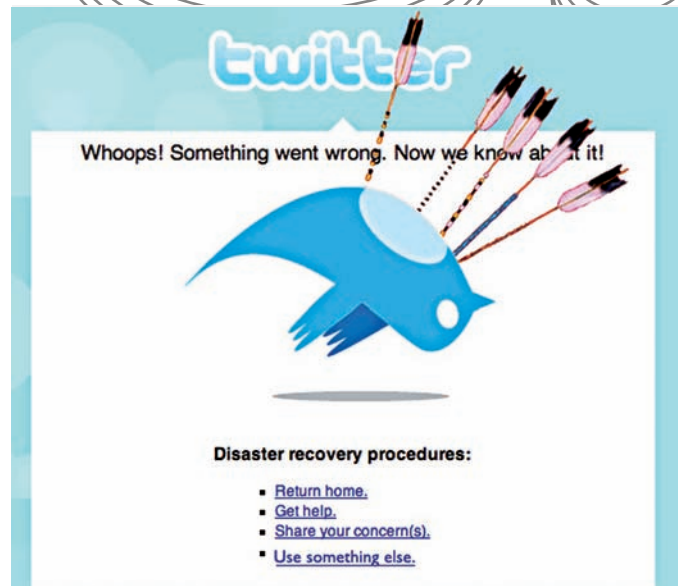 twitter
Whoops! Something went wrong. Now we know about it!
Disaster recovery procedures:
Return home.
Get help.
Share your concern(s).
Use something else.